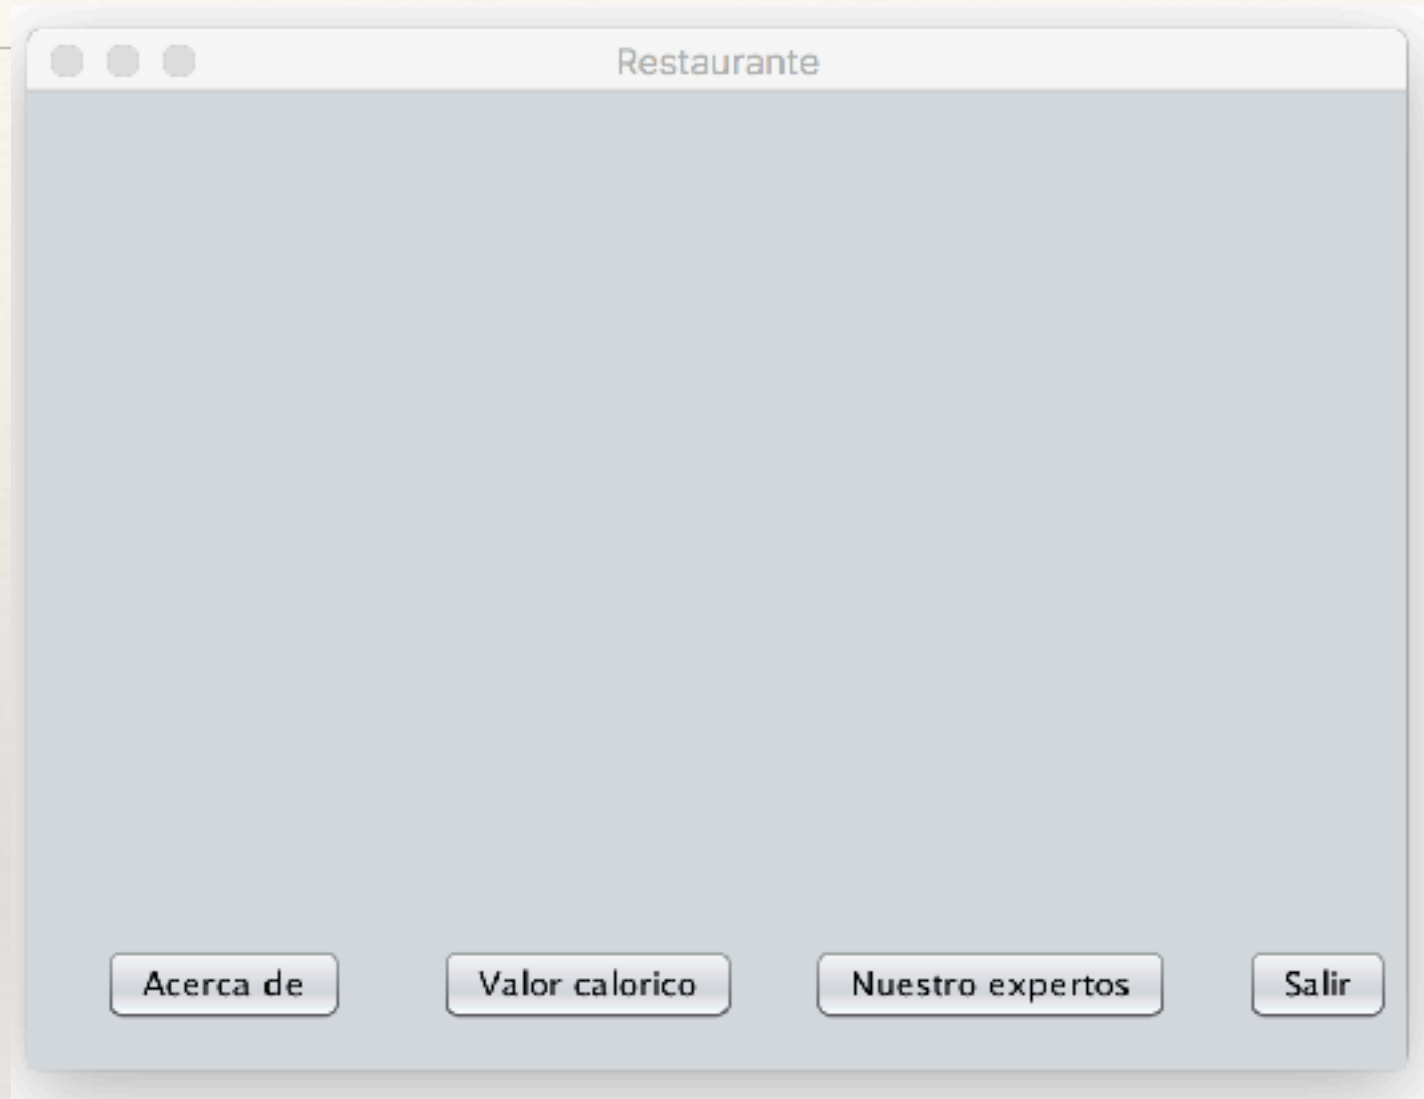 Restaurante
Acerca de
Valor calorico
Nuestro expertos
Salir